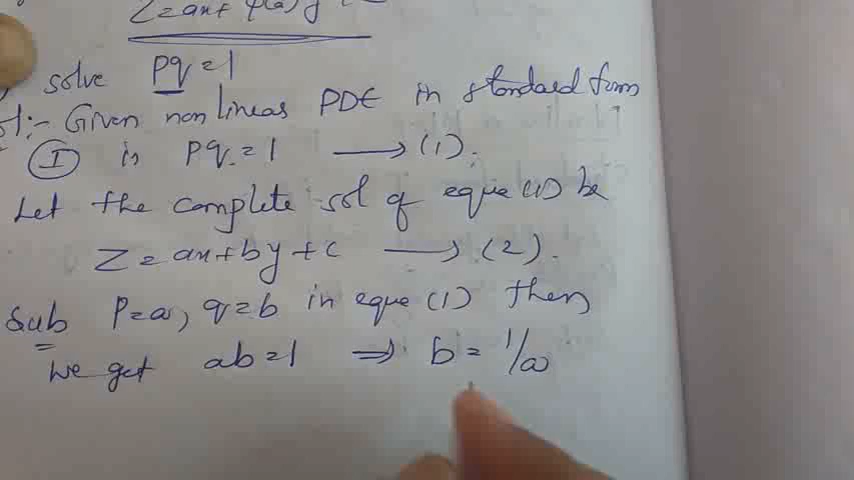 Z = ax +
solve pq = 1
Sol:- Given non linear PDE in standard form
I is pq = 1 → (1).
Let the complete sol of eque (1) be
Z = ax + by + c → (2).
Sub p = a, q = b in eque (1) then
we get ab = 1 ⇒ b = 1/a